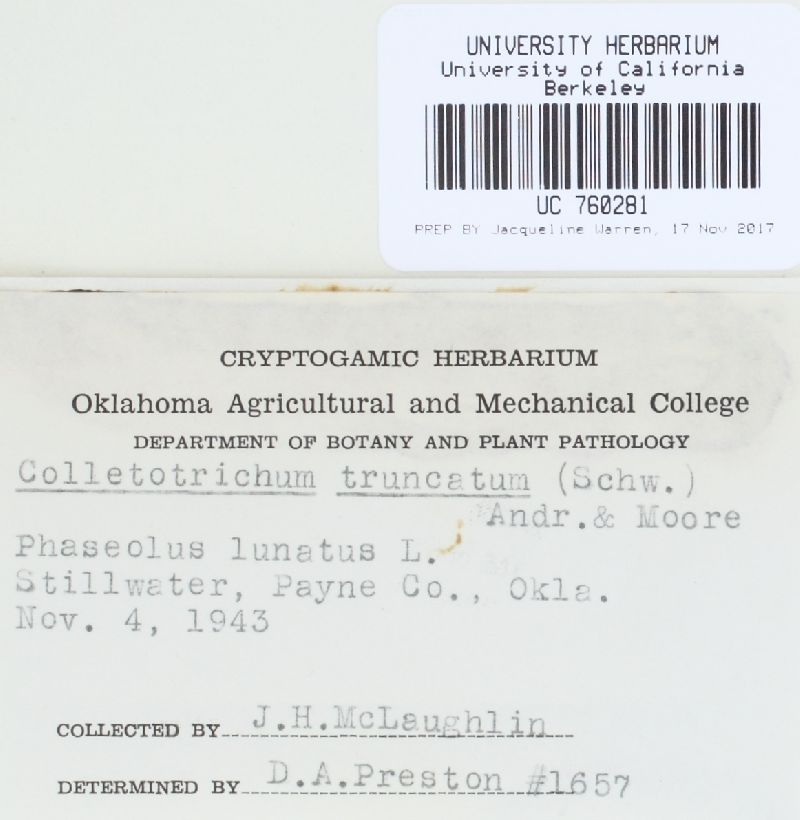 UNIVERSITY HERBARIUM
University of California
Berkeley
UC 760281
PREP BY Jacqueline Warren, 17 Nov 2017
CRYPTOGAMIC HERBARIUM
Oklahoma Agricultural and Mechanical College
DEPARTMENT OF BOTANY AND PLANT PATHOLOGY
Colletotrichum truncatum (Schw.)
Andr.& Moore
Phaseolus lunatus L.
Stillwater, Payne Co., Okla.
Nov. 4, 1943
COLLECTED BY J.H.McLaughlin
DETERMINED BY D.A.Preston #1657